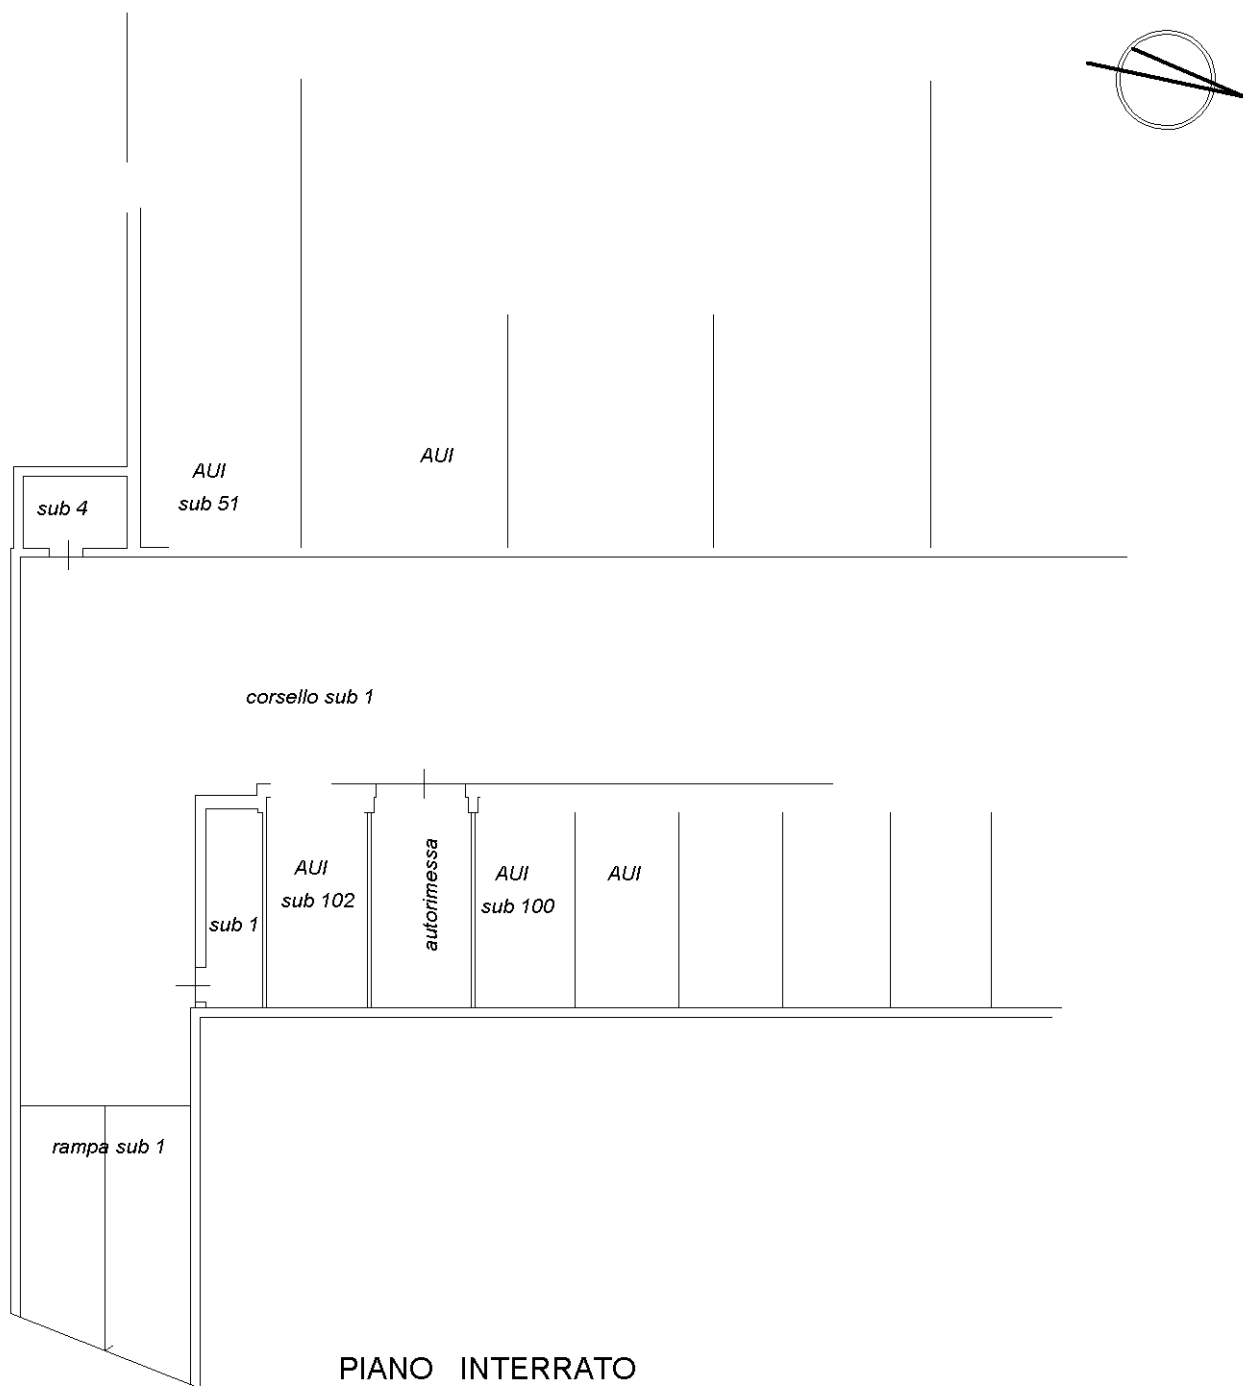 AUI
AUI
sub 51
sub 4
corsello sub 1
AUI
sub 102
autorimessa
AUI
sub 100
AUI
sub 1
rampa sub 1
PIANO INTERRATO